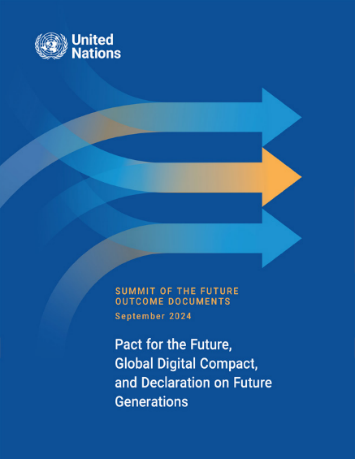 United
Nations
SUMMIT OF THE FUTURE
OUTCOME DOCUMENTS
September 2024
Pact for the Future,
Global Digital Compact,
and Declaration on Future
Generations